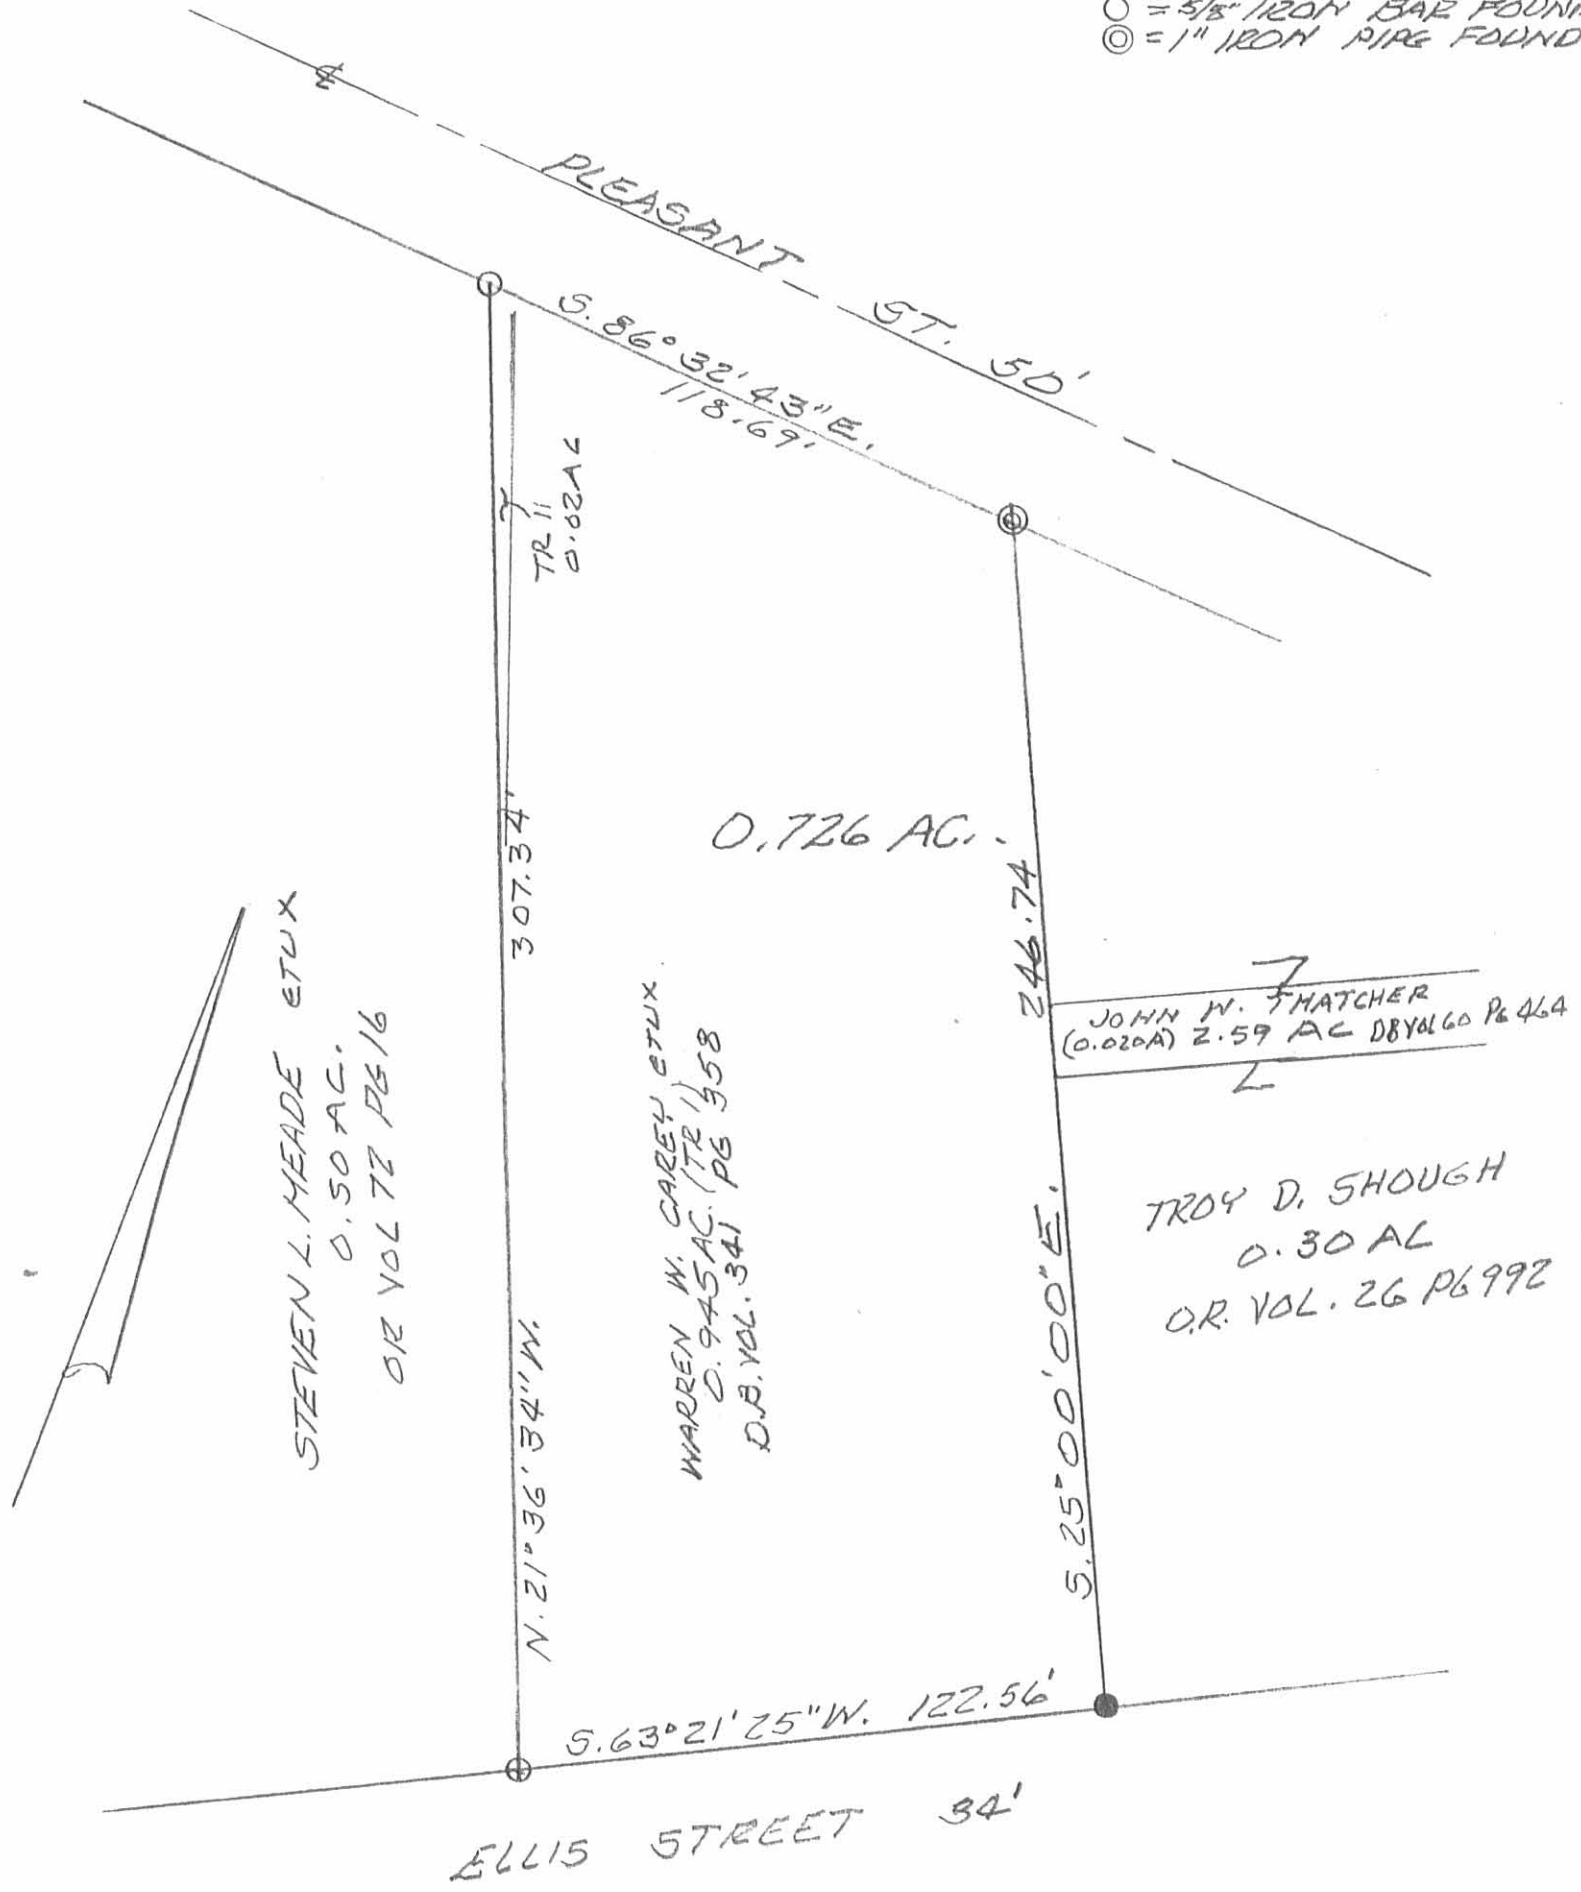 ○ = 5/8" IRON BAR FOUN
◎ = 1" IRON PIPE FOUND
℄
PLEASANT ST. 50'
S. 86° 32' 43" E.
118.69'
TR 11
0.02 AC
307.34'
N. 21° 36' 34" W.
0.726 AC.
246.74
S. 25° 00' 00" E.
STEVEN L. MEADE ETUX
0.50 AC.
OR VOL 72 PG 16
WARREN W. CAREY ETUX
0.945 AC. (TR 1)
D.B. VOL. 341 PG 358
JOHN W. THATCHER
(0.020A) 2.59 AC DB VOL 60 PG 464
TROY D. SHOUGH
0.30 AC
O.R. VOL. 26 PG 992
S. 63° 21' 25" W. 122.56'
ELLIS STREET 34'